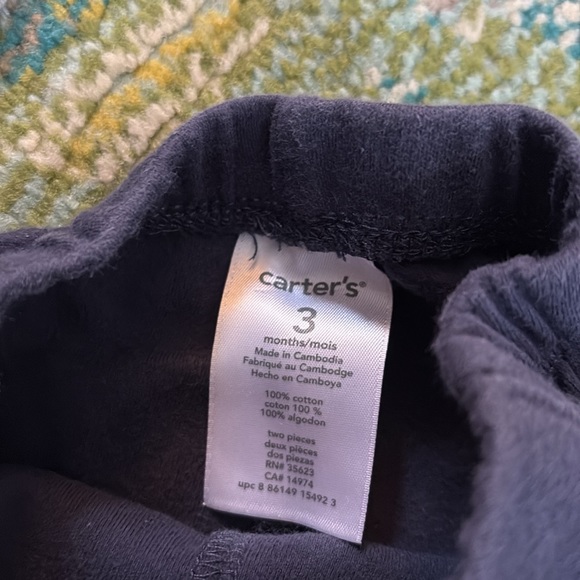 carter's®
3
months/mois
Made in Cambodia
Fabriqué au Cambodge
Hecho en Camboya
100% cotton
coton 100 %
100% algodon
two pieces
deux pièces
dos piezas
RN# 35623
CA# 14974
upc 8 86149 15492 3